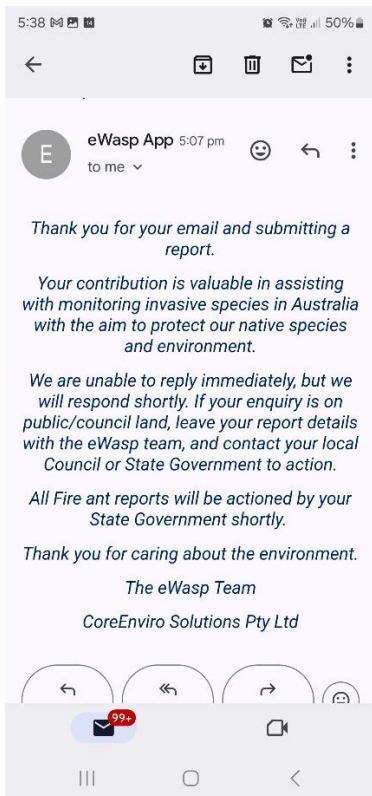 5:38 50%
E
eWasp App 5:07 pm
to me
Thank you for your email and submitting a
report.
Your contribution is valuable in assisting
with monitoring invasive species in Australia
with the aim to protect our native species
and environment.
We are unable to reply immediately, but we
will respond shortly. If your enquiry is on
public/council land, leave your report details
with the eWasp team, and contact your local
Council or State Government to action.
All Fire ant reports will be actioned by your
State Government shortly.
Thank you for caring about the environment.
The eWasp Team
CoreEnviro Solutions Pty Ltd
99+